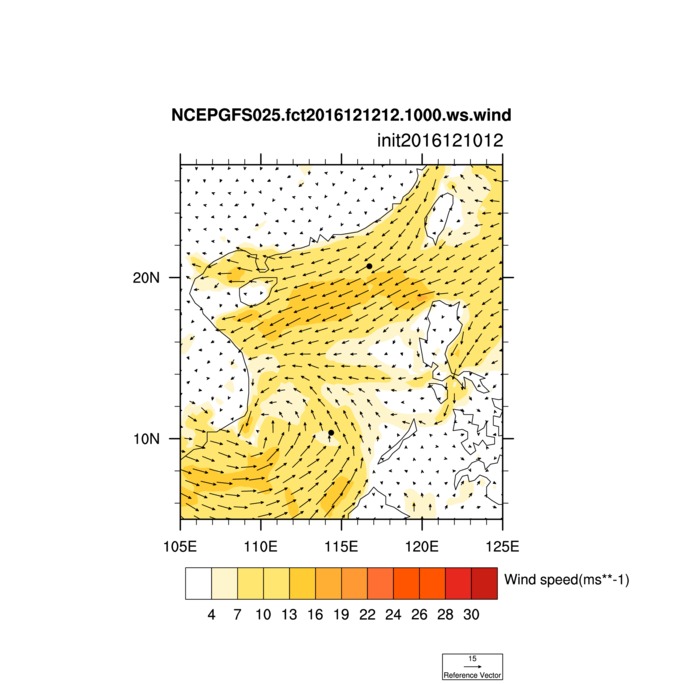 NCEPGFS025.fct2016121212.1000.ws.wind
init2016121012
20N
10N
105E 110E 115E 120E 125E
Wind speed(ms**-1)
4 7 10 13 16 19 22 24 26 28 30
15
Reference Vector